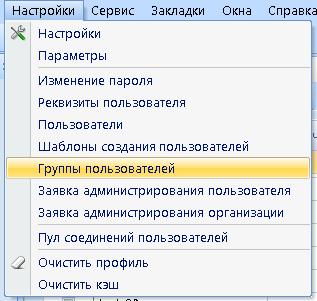 Настройки Сервис Закладки Окна Справка
Настройки
Параметры
Изменение пароля
Реквизиты пользователя
Пользователи
Шаблоны создания пользователей
Группы пользователей
Заявка администрирования пользователя
Заявка администрирования организации
Пул соединений пользователей
Очистить профиль
Очистить кэш